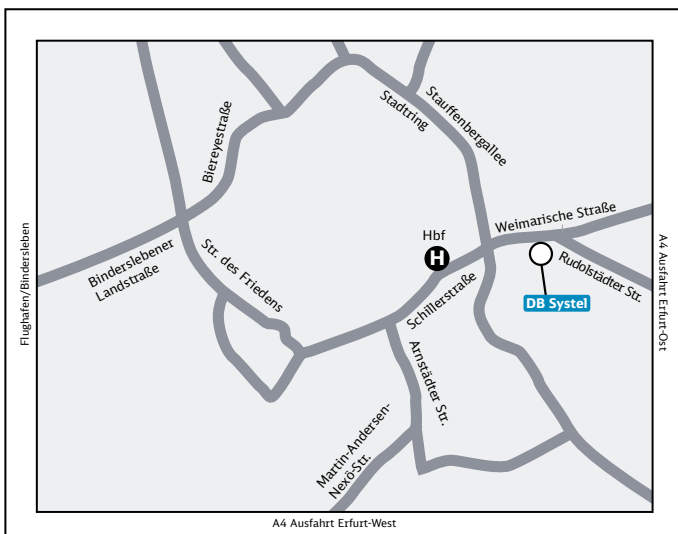 Stadtring
Stauffenbergallee
Biereyestraße
Weimarische Straße
Hbf
H
Flughafen/Bindersleben
Binderslebener
Landstraße
Str. des Friedens
Schillerstraße
Rudolstädter Str.
A4 Ausfahrt Erfurt-Ost
DB Systel
Arnstädter Str.
Martin-Andersen-
Nexö-Str.
A4 Ausfahrt Erfurt-West